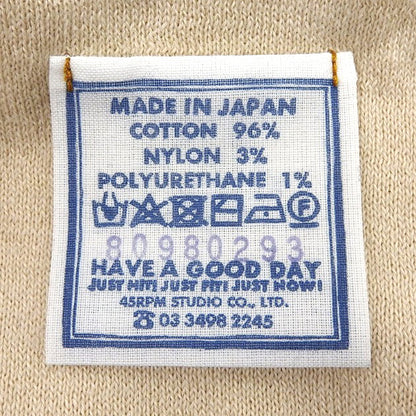 MADE IN JAPAN
COTTON 96%
NYLON 3%
POLYURETHANE 1%
F
80980293
HAVE A GOOD DAY
JUST HIT! JUST FIT! JUST NOW!
45RPM STUDIO CO., LTD.
☎ 03 3498 2245